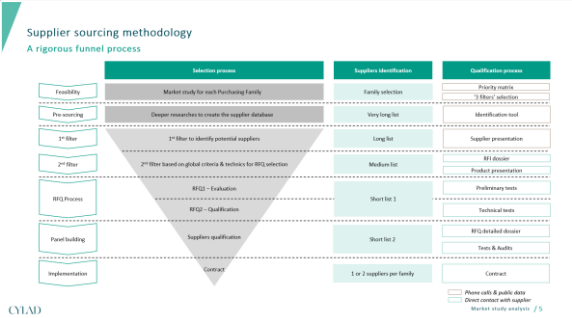 Supplier sourcing methodology
A rigorous funnel process
Selection process
Suppliers identification
Qualification process
Feasibility
Market study for each Purchasing Family
Family selection
Priority matrix
"3 filters" selection
Pre-sourcing
Deeper researches to create the supplier database
Very long list
Identification tool
1st filter
1st filter to identify potential suppliers
Long list
Supplier presentation
2nd filter
2nd filter based on global criteria & technics for RFQ selection
Medium list
RFI dossier
Product presentation
RFQ Process
RFQ1 – Evaluation
RFQ2 – Qualification
Short list 1
Preliminary tests
Technical tests
Panel building
Suppliers qualification
Short list 2
RFQ detailed dossier
Tests & Audits
Implementation
Contract
1 or 2 suppliers per family
Contract
Phone calls & public data
Direct contact with supplier
CYLAD
Market study analysis / 5